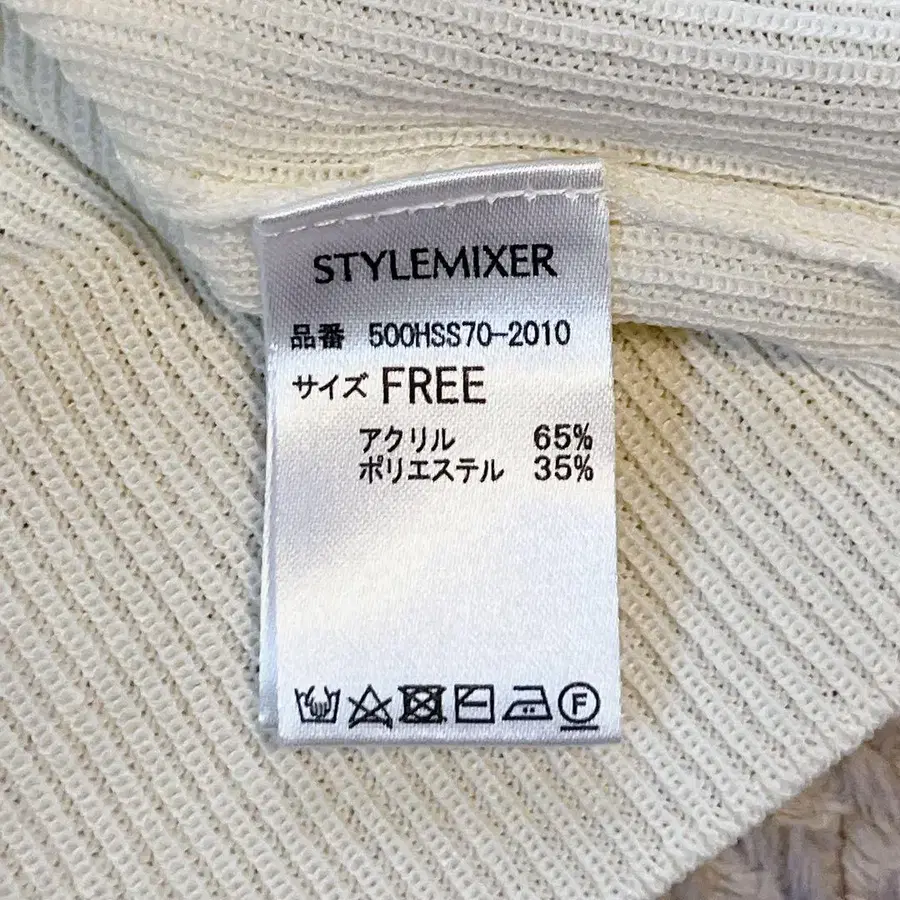 STYLEMIXER
品番 500HSS70-2010
サイズ FREE
アクリル 65%
ポリエステル 35%
F